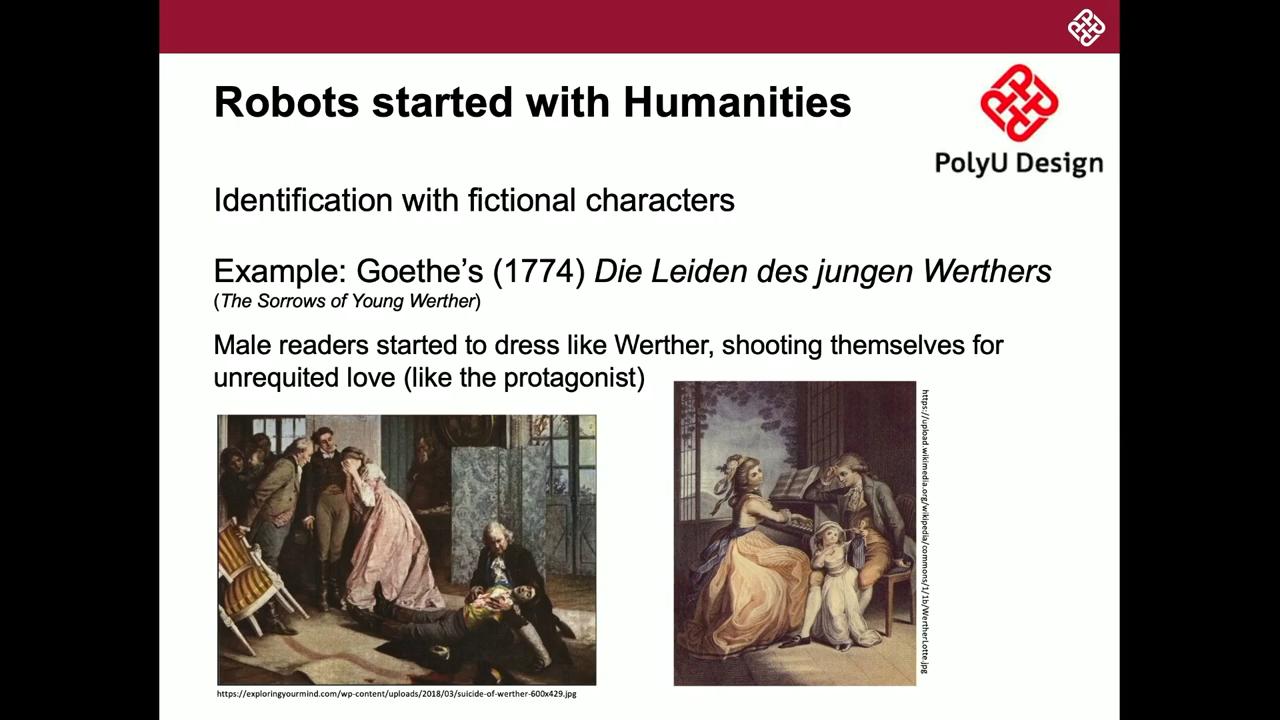 Robots started with Humanities
PolyU Design
Identification with fictional characters
Example: Goethe’s (1774) Die Leiden des jungen Werthers
(The Sorrows of Young Werther)
Male readers started to dress like Werther, shooting themselves for
unrequited love (like the protagonist)
https://upload.wikimedia.org/wikipedia/commons/1/1b/WertherLotte.jpg
https://exploringyourmind.com/wp-content/uploads/2018/03/suicide-of-werther-600x429.jpg